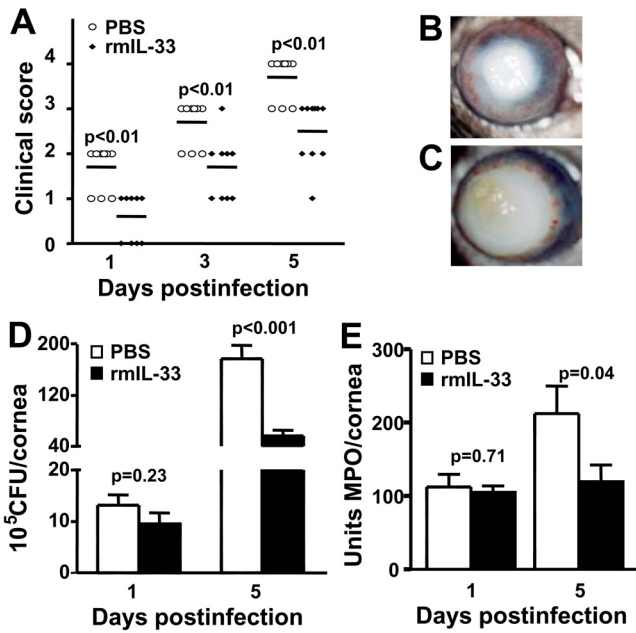 A
PBS
rmIL-33
Clinical score
4
3
2
1
0
p<0.01
p<0.01
p<0.01
1 3 5
Days postinfection
B
C
D
PBS
rmIL-33
10⁵CFU/cornea
200
120
40
20
10
0
p=0.23
p<0.001
1 5
Days postinfection
E
PBS
rmIL-33
Units MPO/cornea
300
200
100
0
p=0.71
p=0.04
1 5
Days postinfection